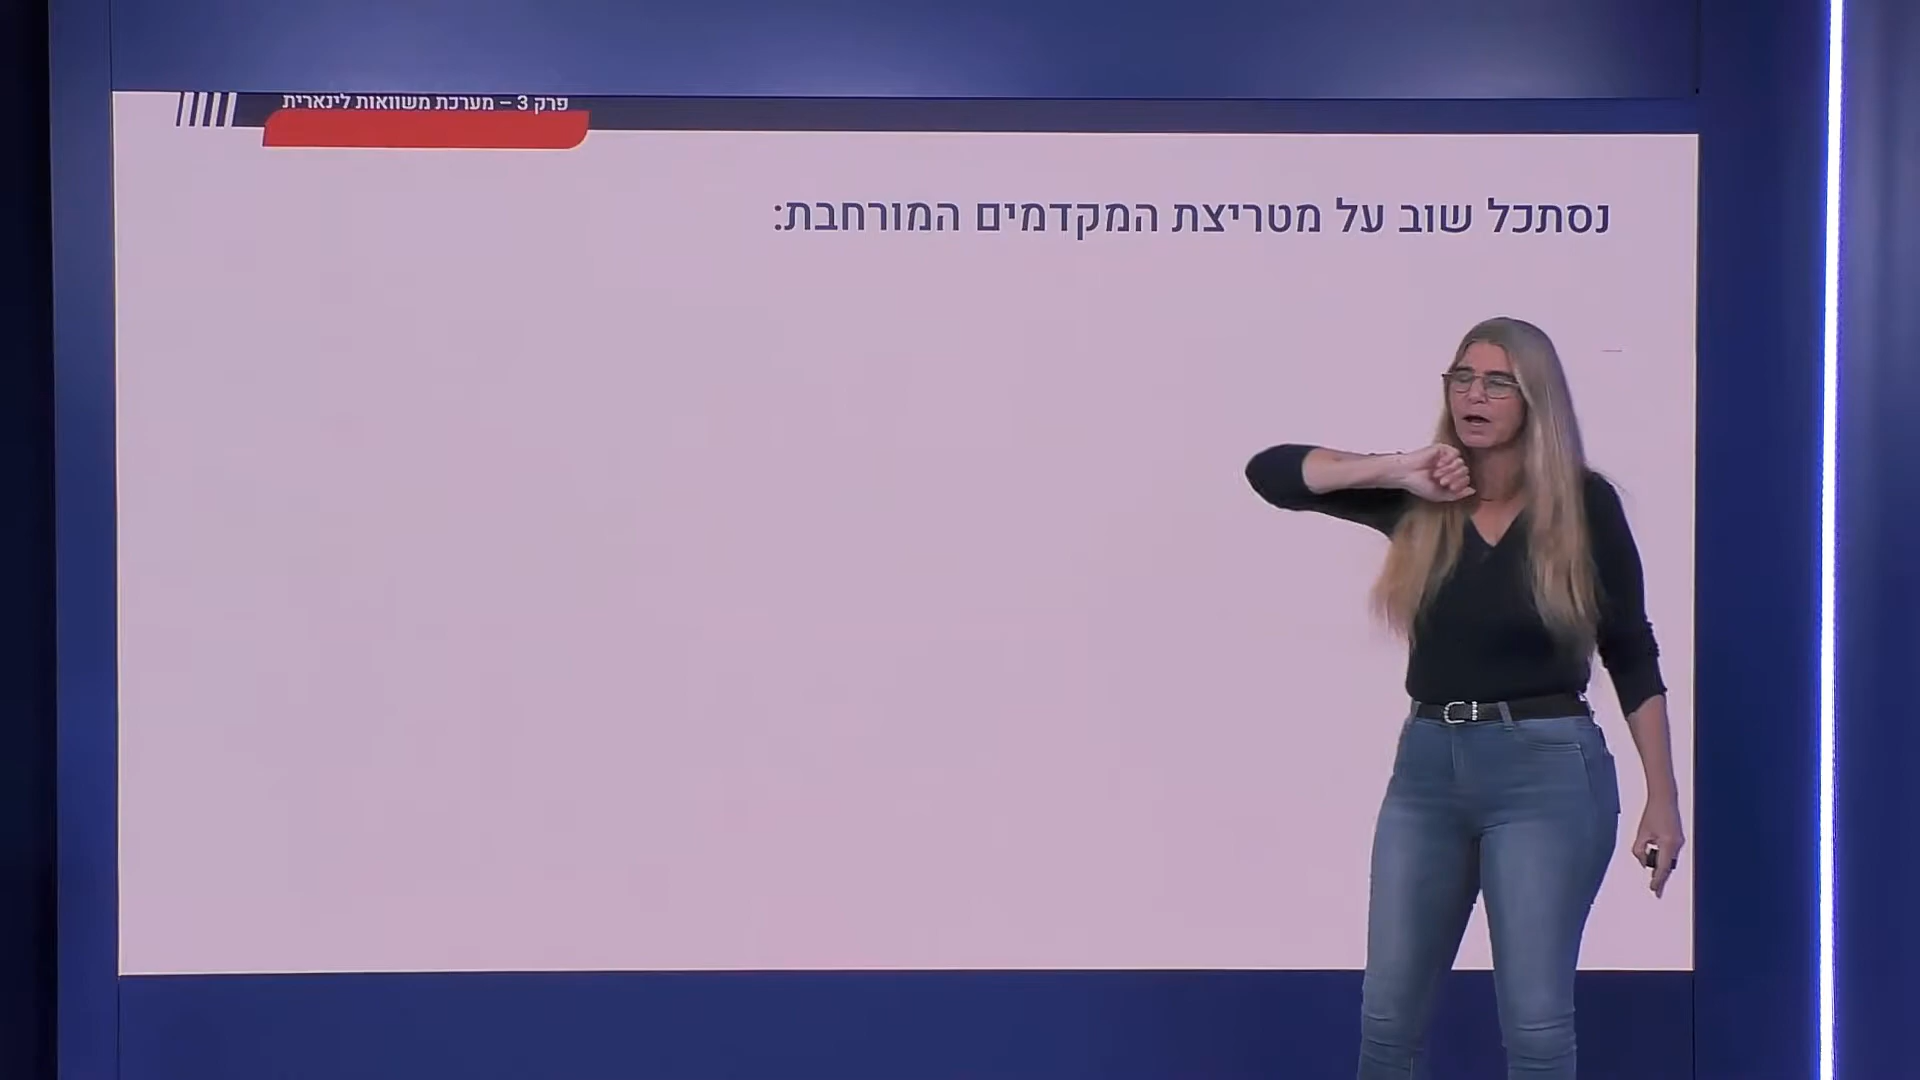 פרק 3 – מערכת משוואות לינארית
נסתכל שוב על מטריצת המקדמים המורחבת: